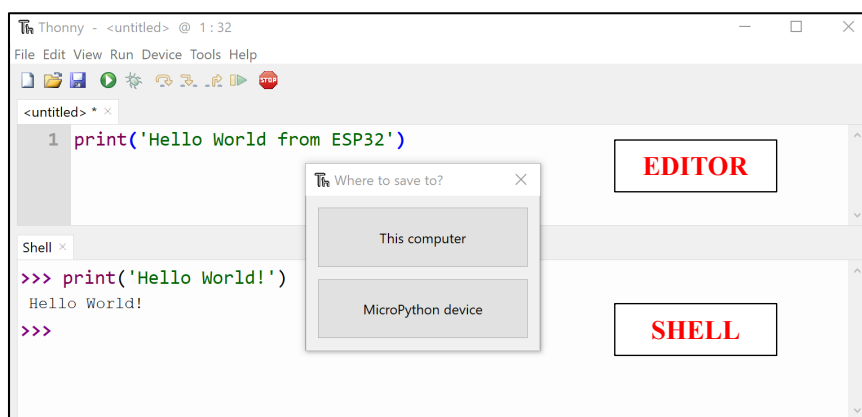 Thonny - <untitled> @ 1:32
File Edit View Run Device Tools Help
STOP
<untitled> *
1 print('Hello World from ESP32')
EDITOR
Where to save to?
This computer
MicroPython device
Shell
>>> print('Hello World!')
Hello World!
>>>
SHELL